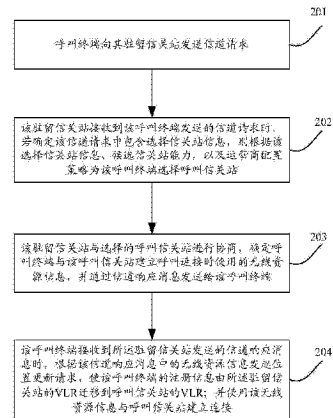 201
呼叫终端向其驻留信关站发送信道请求
202
该驻留信关站接收到该呼叫终端发送的信道请求时,
若确定该信道请求中包含选择信关站信息, 则根据该
选择信关站信息、候选信关站能力, 以及运营商配置
策略为该呼叫终端选择呼叫信关站
203
该驻留信关站与选择的呼叫信关站进行协商, 确定呼
叫终端与该呼叫信关站建立呼叫连接时使用的无线资
源信息, 并通过信道响应消息发送给该呼叫终端
204
该呼叫终端接收到所述驻留信关站发送的信道响应消
息时, 根据该信道响应消息中的无线资源信息发送位
置更新请求, 使该呼叫终端的注册信息由所述驻留信
关站的VLR迁移到呼叫信关站的VLR; 并使用该无线
资源信息与呼叫信关站建立连接